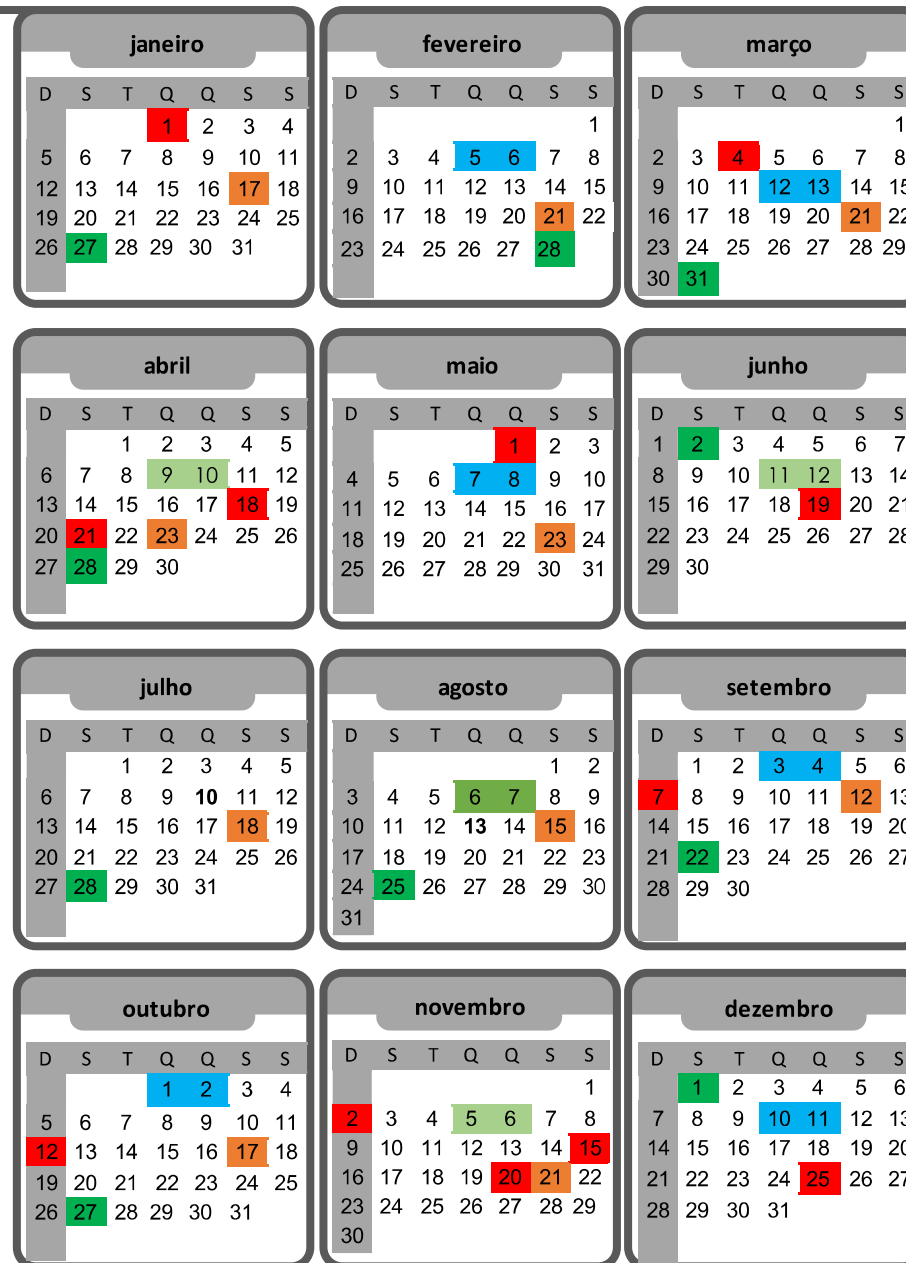 janeiro
D S T Q Q S S
1 2 3 4
5 6 7 8 9 10 11
12 13 14 15 16 17 18
19 20 21 22 23 24 25
26 27 28 29 30 31
fevereiro
D S T Q Q S S
1
2 3 4 5 6 7 8
9 10 11 12 13 14 15
16 17 18 19 20 21 22
23 24 25 26 27 28
março
D S T Q Q S S
1
2 3 4 5 6 7 8
9 10 11 12 13 14 15
16 17 18 19 20 21 22
23 24 25 26 27 28 29
30 31
abril
D S T Q Q S S
1 2 3 4 5
6 7 8 9 10 11 12
13 14 15 16 17 18 19
20 21 22 23 24 25 26
27 28 29 30
maio
D S T Q Q S S
1 2 3
4 5 6 7 8 9 10
11 12 13 14 15 16 17
18 19 20 21 22 23 24
25 26 27 28 29 30 31
junho
D S T Q Q S S
1 2 3 4 5 6 7
8 9 10 11 12 13 14
15 16 17 18 19 20 21
22 23 24 25 26 27 28
29 30
julho
D S T Q Q S S
1 2 3 4 5
6 7 8 9 10 11 12
13 14 15 16 17 18 19
20 21 22 23 24 25 26
27 28 29 30 31
agosto
D S T Q Q S S
1 2
3 4 5 6 7 8 9
10 11 12 13 14 15 16
17 18 19 20 21 22 23
24 25 26 27 28 29 30
31
setembro
D S T Q Q S S
1 2 3 4 5 6
7 8 9 10 11 12 13
14 15 16 17 18 19 20
21 22 23 24 25 26 27
28 29 30
outubro
D S T Q Q S S
1 2 3 4
5 6 7 8 9 10 11
12 13 14 15 16 17 18
19 20 21 22 23 24 25
26 27 28 29 30 31
novembro
D S T Q Q S S
1
2 3 4 5 6 7 8
9 10 11 12 13 14 15
16 17 18 19 20 21 22
23 24 25 26 27 28 29
30
dezembro
D S T Q Q S S
1 2 3 4 5 6
7 8 9 10 11 12 13
14 15 16 17 18 19 20
21 22 23 24 25 26 27
28 29 30 31